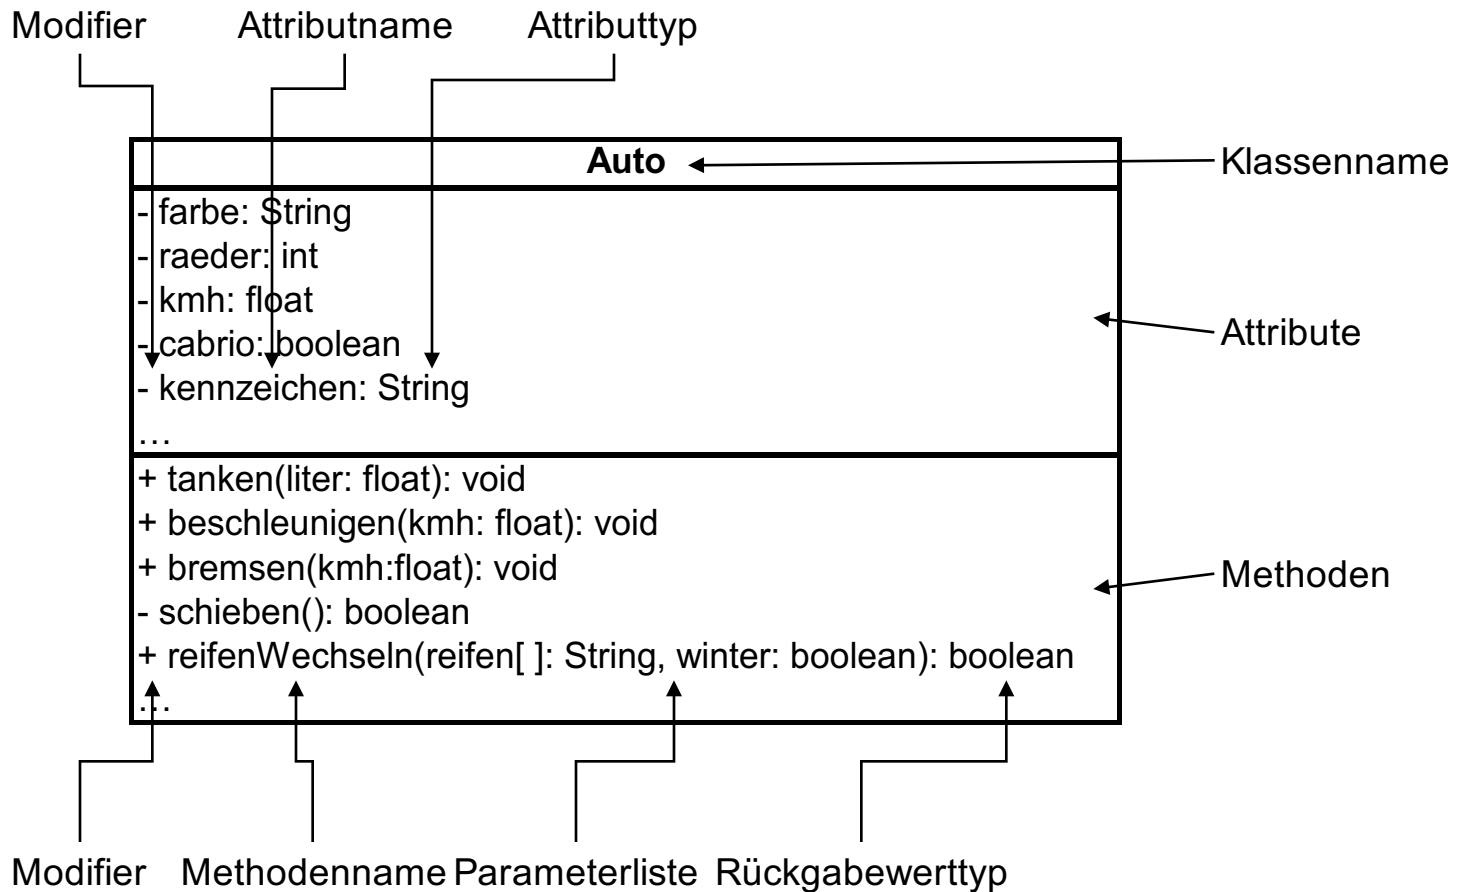 Modifier Attributname Attributtyp
Auto
Klassenname
- farbe: String
- raeder: int
- kmh: float
- cabrio: boolean
- kennzeichen: String
…
Attribute
+ tanken(liter: float): void
+ beschleunigen(kmh: float): void
+ bremsen(kmh:float): void
- schieben(): boolean
+ reifenWechseln(reifen[ ]: String, winter: boolean): boolean
…
Methoden
Modifier Methodenname Parameterliste Rückgabewerttyp